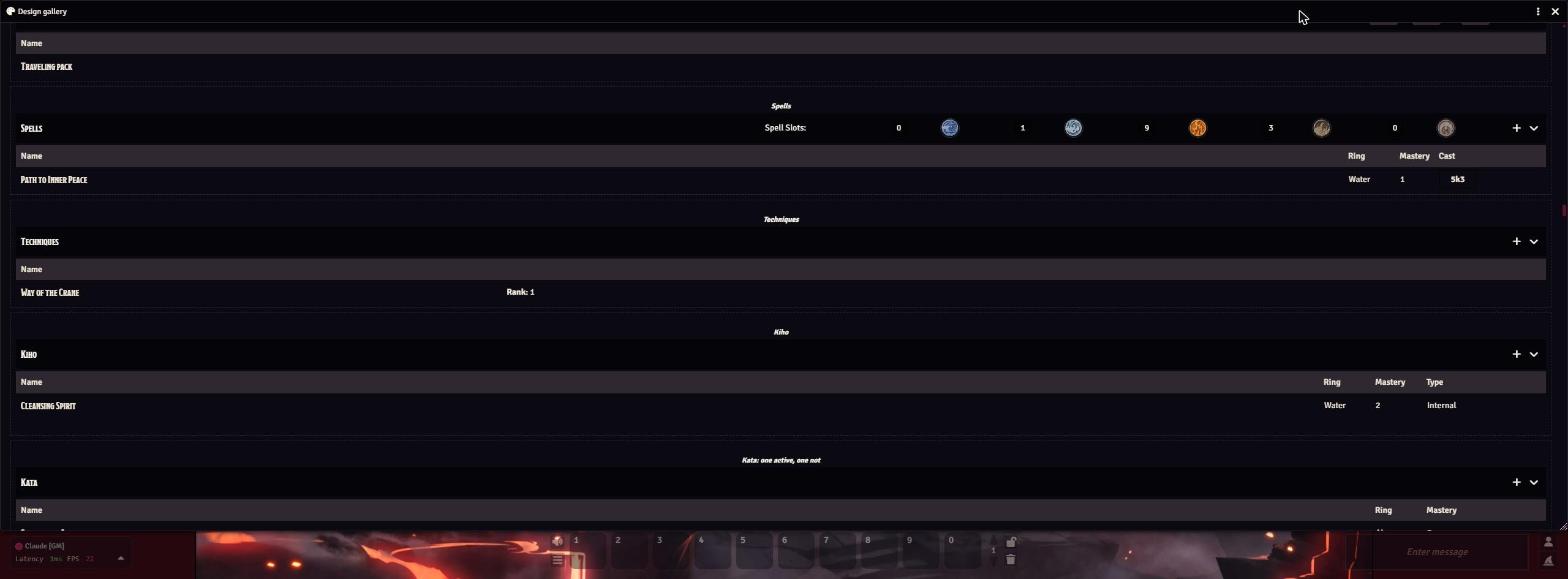 Design gallery
Name
Traveling pack
Spells
Spells Spell Slots: 0 1 9 3 0
Name Ring Mastery Cast
Path to Inner Peace Water 1 5k3
Techniques
Techniques
Name
Way of the Crane Rank: 1
Kiho
Kiho
Name Ring Mastery Type
Cleansing Spirit Water 2 Internal
Kata: one active, one not
Kata
Name Ring Mastery
Claude [GM]
Latency 3ms FPS 22
1 2 3 4 5 6 7 8 9 0
1
Enter message